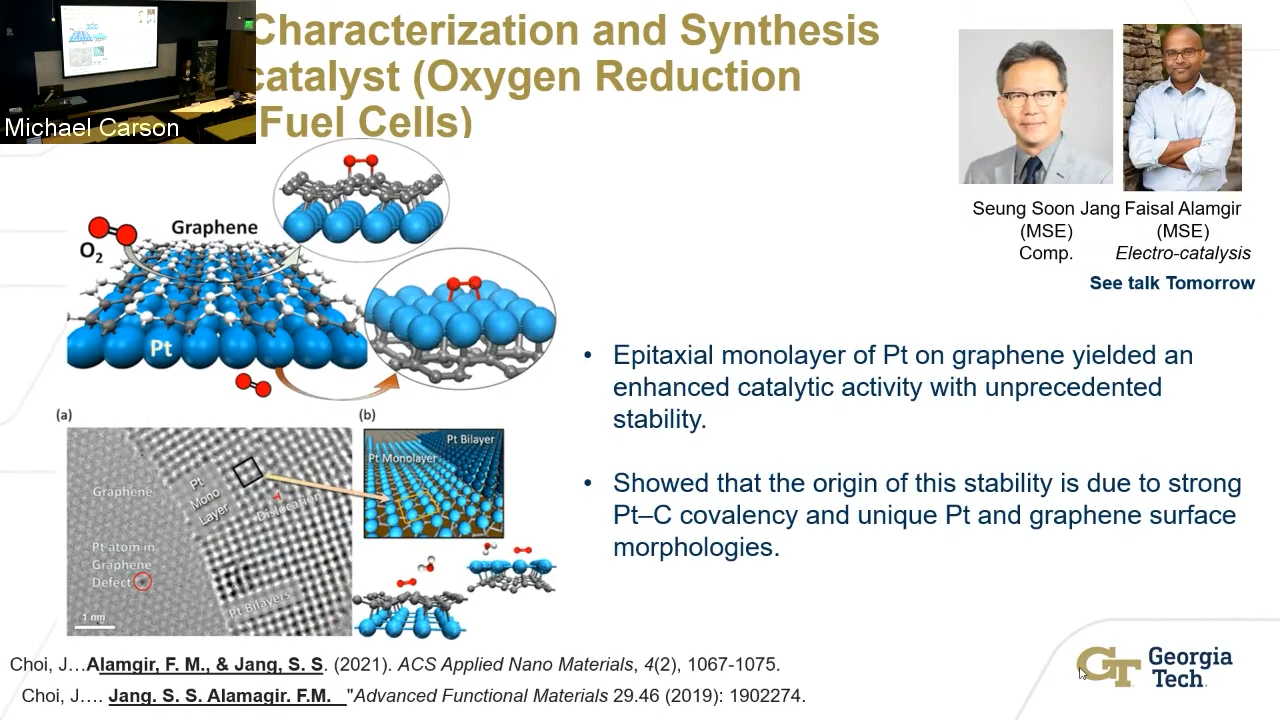 Characterization and Synthesis
catalyst (Oxygen Reduction
Fuel Cells)
Michael Carson
Seung Soon Jang
(MSE)
Comp.
Faisal Alamgir
(MSE)
Electro-catalysis
See talk Tomorrow
Graphene
O2
Pt
• Epitaxial monolayer of Pt on graphene yielded an
enhanced catalytic activity with unprecedented
stability.
• Showed that the origin of this stability is due to strong
Pt–C covalency and unique Pt and graphene surface
morphologies.
(a)
Graphene
Pt
Mono
Layer
Dislocation
Pt atom in
Graphene
Defect
Pt Bilayers
1 nm
(b)
Pt Bilayer
Pt Monolayer
Choi, J…Alamgir, F. M., & Jang, S. S. (2021). ACS Applied Nano Materials, 4(2), 1067-1075.
Choi, J…. Jang. S. S. Alamagir. F.M. "Advanced Functional Materials 29.46 (2019): 1902274.
GT Georgia
Tech